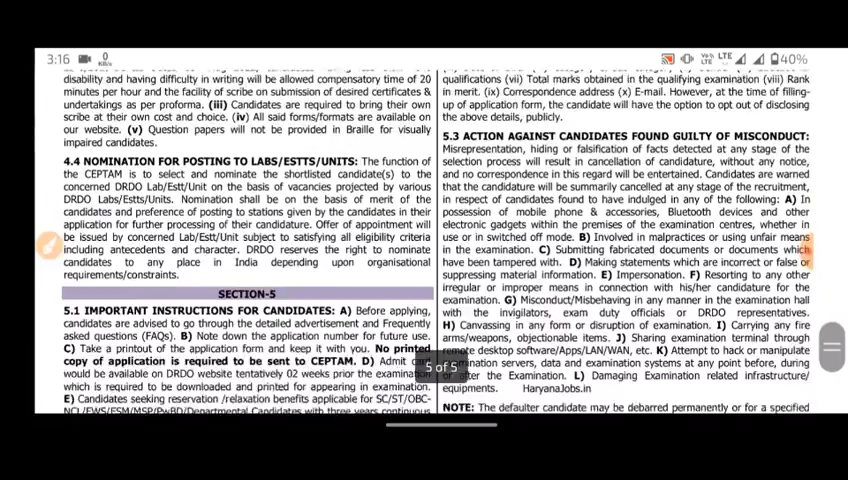 3:16
0
KB/s
VoLTE LTE
40%
disability and having difficulty in writing will be allowed compensatory time of 20
minutes per hour and the facility of scribe on submission of desired certificates &
undertakings as per proforma. (iii) Candidates are required to bring their own
scribe at their own cost and choice. (iv) All said forms/formats are available on
our website. (v) Question papers will not be provided in Braille for visually
impaired candidates.
4.4 NOMINATION FOR POSTING TO LABS/ESTTS/UNITS: The function of
the CEPTAM is to select and nominate the shortlisted candidate(s) to the
concerned DRDO Lab/Estt/Unit on the basis of vacancies projected by various
DRDO Labs/Estts/Units. Nomination shall be on the basis of merit of the
candidates and preference of posting to stations given by the candidates in their
application for further processing of their candidature. Offer of appointment will
be issued by concerned Lab/Estt/Unit subject to satisfying all eligibility criteria
including antecedents and character. DRDO reserves the right to nominate
candidates to any place in India depending upon organisational
requirements/constraints.
SECTION-5
5.1 IMPORTANT INSTRUCTIONS FOR CANDIDATES: A) Before applying,
candidates are advised to go through the detailed advertisement and Frequently
asked questions (FAQs). B) Note down the application number for future use.
C) Take a printout of the application form and keep it with you. No printed
copy of application is required to be sent to CEPTAM. D) Admit card
would be available on DRDO website tentatively 02 weeks prior the examination
which is required to be downloaded and printed for appearing in examination.
E) Candidates seeking reservation /relaxation benefits applicable for SC/ST/OBC-
NCL/EWS/ESM/MSP/PwBD/Departmental Candidates with three years continuous
qualifications (vii) Total marks obtained in the qualifying examination (viii) Rank
in merit. (ix) Correspondence address (x) E-mail. However, at the time of filling-
up of application form, the candidate will have the option to opt out of disclosing
the above details, publicly.
5.3 ACTION AGAINST CANDIDATES FOUND GUILTY OF MISCONDUCT:
Misrepresentation, hiding or falsification of facts detected at any stage of the
selection process will result in cancellation of candidature, without any notice,
and no correspondence in this regard will be entertained. Candidates are warned
that the candidature will be summarily cancelled at any stage of the recruitment,
in respect of candidates found to have indulged in any of the following: A) In
possession of mobile phone & accessories, Bluetooth devices and other
electronic gadgets within the premises of the examination centres, whether in
use or in switched off mode. B) Involved in malpractices or using unfair means
in the examination. C) Submitting fabricated documents or documents which
have been tampered with. D) Making statements which are incorrect or false or
suppressing material information. E) Impersonation. F) Resorting to any other
irregular or improper means in connection with his/her candidature for the
examination. G) Misconduct/Misbehaving in any manner in the examination hall
with the invigilators, exam duty officials or DRDO representatives.
H) Canvassing in any form or disruption of examination. I) Carrying any fire
arms/weapons, objectionable items. J) Sharing examination terminal through
remote desktop software/Apps/LAN/WAN, etc. K) Attempt to hack or manipulate
examination servers, data and examination systems at any point before, during
or after the Examination. L) Damaging Examination related infrastructure/
equipments. HaryanaJobs.in
NOTE: The defaulter candidate may be debarred permanently or for a specified
5 of 5